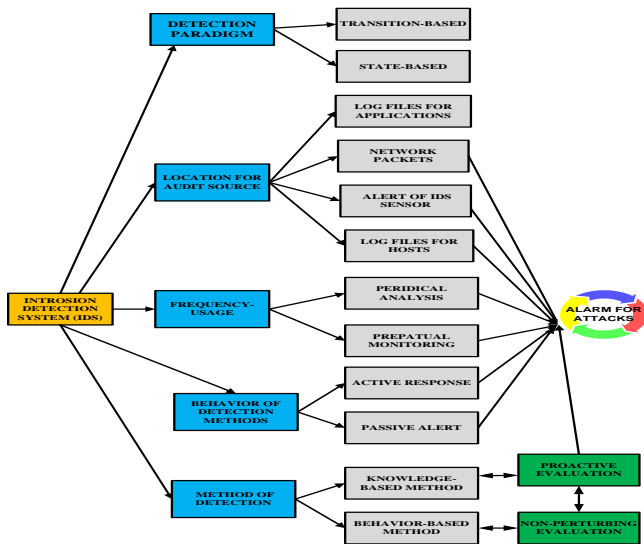 DETECTION
PARADIGM
TRANSITION-BASED
STATE-BASED
LOG FILES FOR
APPLICATIONS
LOCATION FOR
AUDIT SOURCE
NETWORK
PACKETS
ALERT OF IDS
SENSOR
LOG FILES FOR
HOSTS
INTROSION
DETECTION
SYSTEM (IDS)
FREQUENCY-
USAGE
PERIDICAL
ANALYSIS
PREPATUAL
MONITORING
ALARM FOR
ATTACKS
BEHAVIOR OF
DETECTION
METHODS
ACTIVE RESPONSE
PASSIVE ALERT
METHOD OF
DETECTION
KNOWLEDGE-
BASED METHOD
BEHAVIOR-BASED
METHOD
PROACTIVE
EVALUATION
NON-PERTURBING
EVALUATION